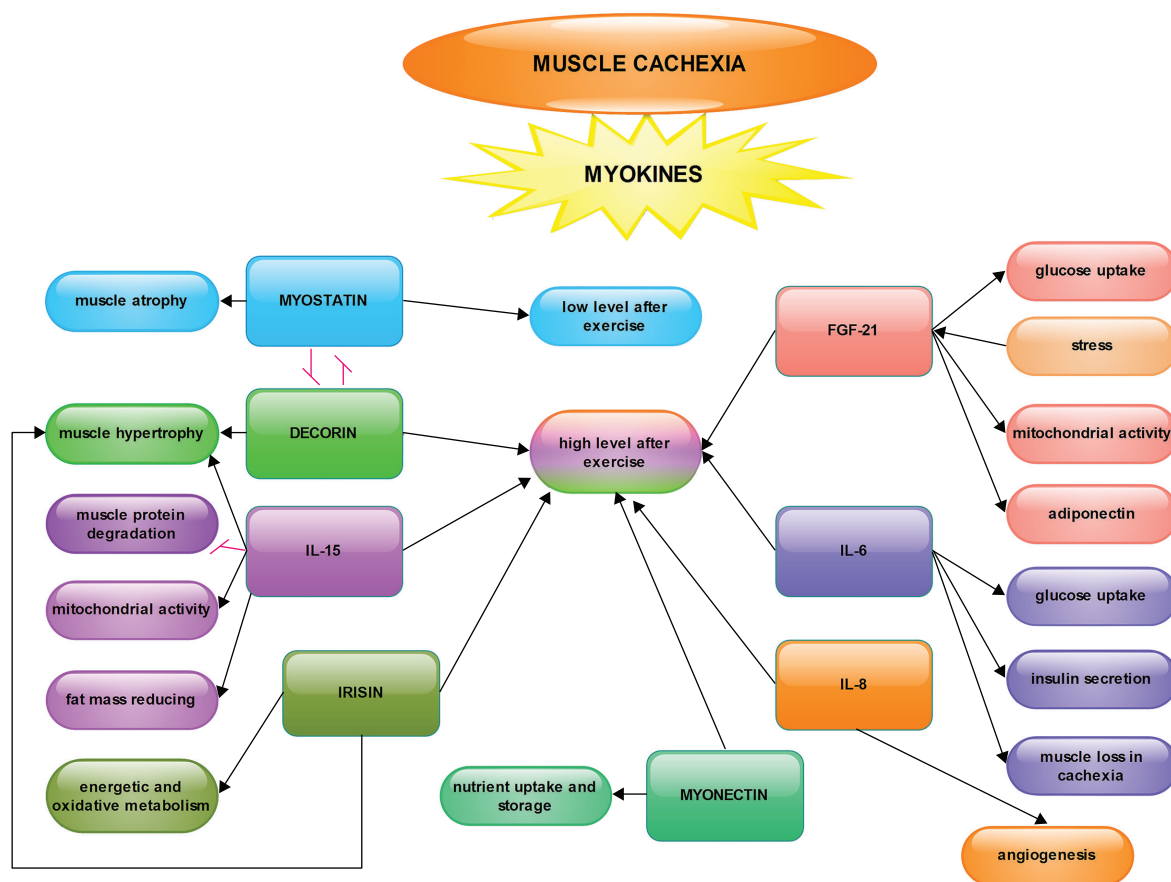 MUSCLE CACHEXIA
MYOKINES
muscle atrophy
MYOSTATIN
low level after
exercise
FGF-21
glucose uptake
stress
mitochondrial activity
adiponectin
muscle hypertrophy
DECORIN
high level after
exercise
muscle protein
degradation
IL-15
mitochondrial activity
fat mass reducing
IL-6
glucose uptake
insulin secretion
muscle loss in
cachexia
IRISIN
energetic and
oxidative metabolism
IL-8
nutrient uptake and
storage
MYONECTIN
angiogenesis